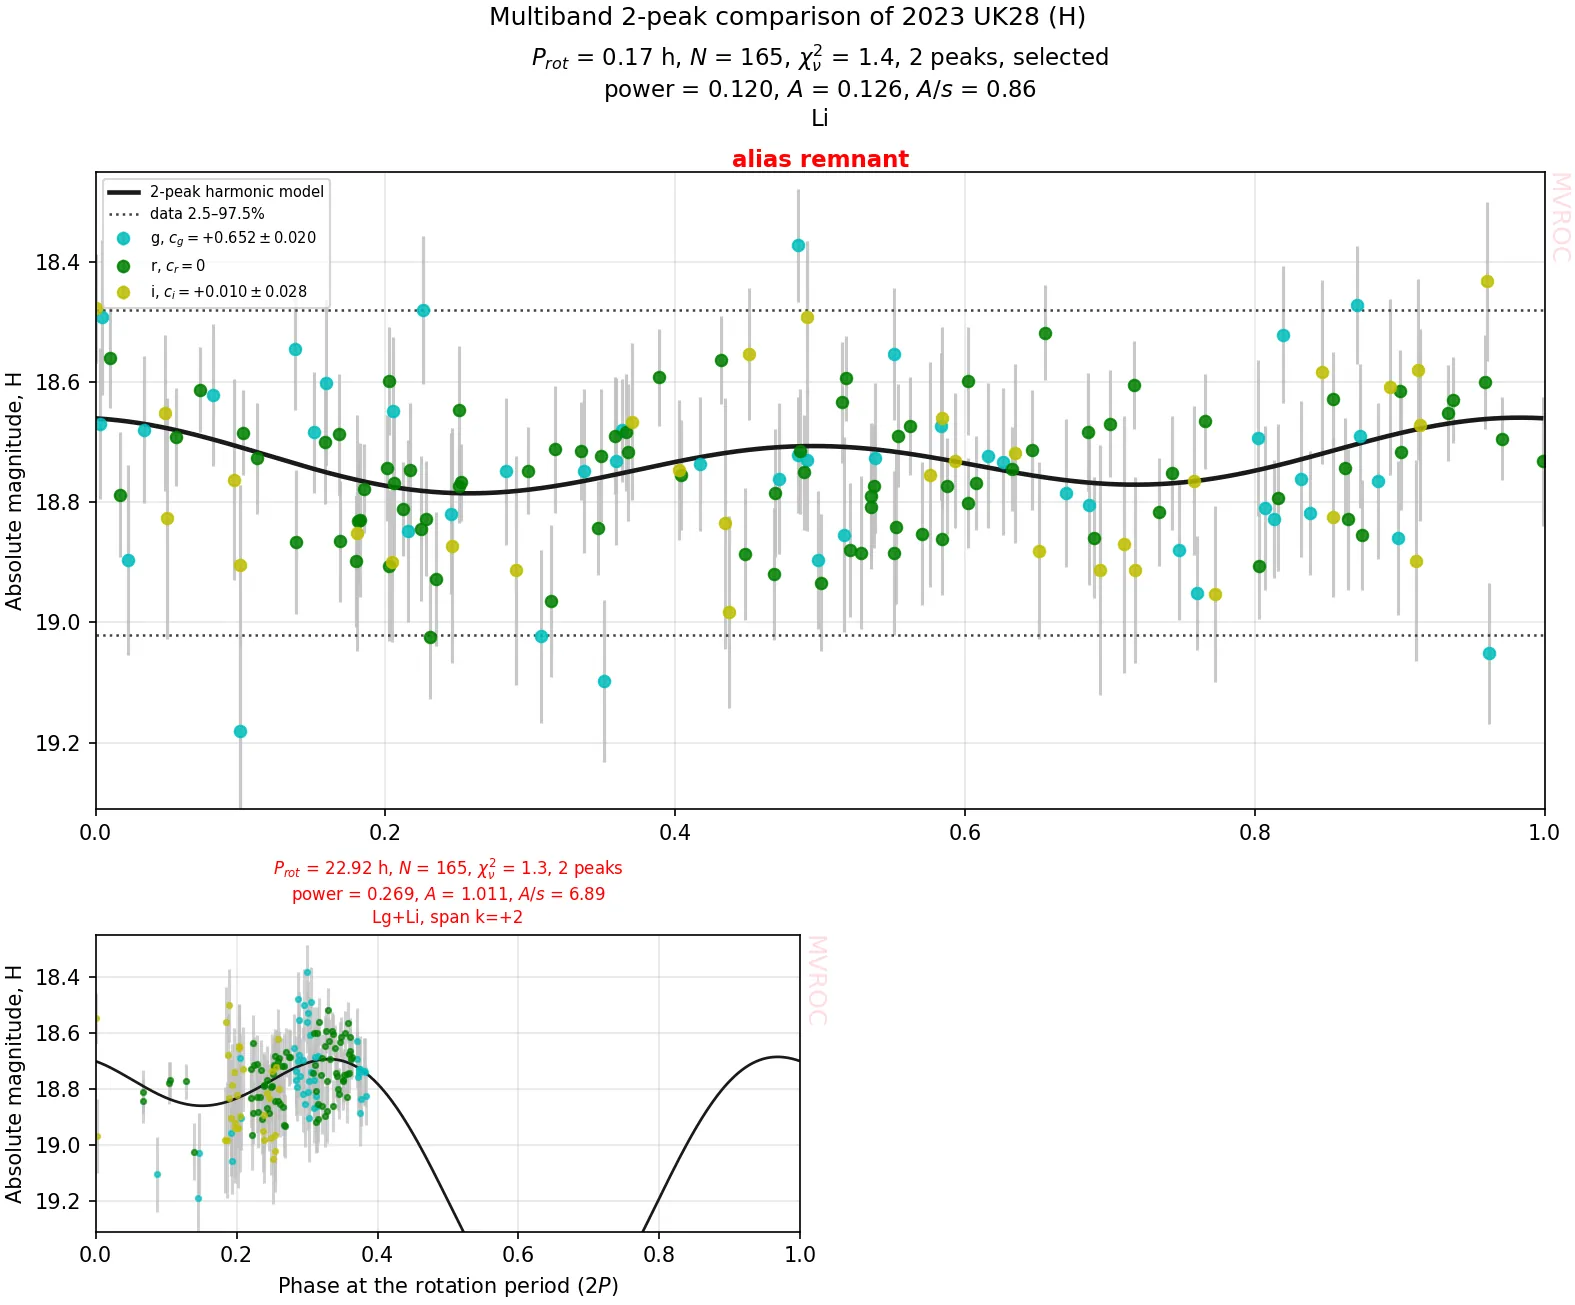 Multiband 2-peak comparison of 2023 UK28 (H)
P_rot = 0.17 h, N = 165, χ²_ν = 1.4, 2 peaks, selected
power = 0.120, A = 0.126, A/s = 0.86
Li
alias remnant
2-peak harmonic model
data 2.5–97.5%
g, c_g = +0.652 ± 0.020
r, c_r = 0
i, c_i = +0.010 ± 0.028
MVROC
Absolute magnitude, H
18.4
18.6
18.8
19.0
19.2
0.0 0.2 0.4 0.6 0.8 1.0
P_rot = 22.92 h, N = 165, χ²_ν = 1.3, 2 peaks
power = 0.269, A = 1.011, A/s = 6.89
Lg+Li, span k=+2
MVROC
Absolute magnitude, H
18.4
18.6
18.8
19.0
19.2
0.0 0.2 0.4 0.6 0.8 1.0
Phase at the rotation period (2P)